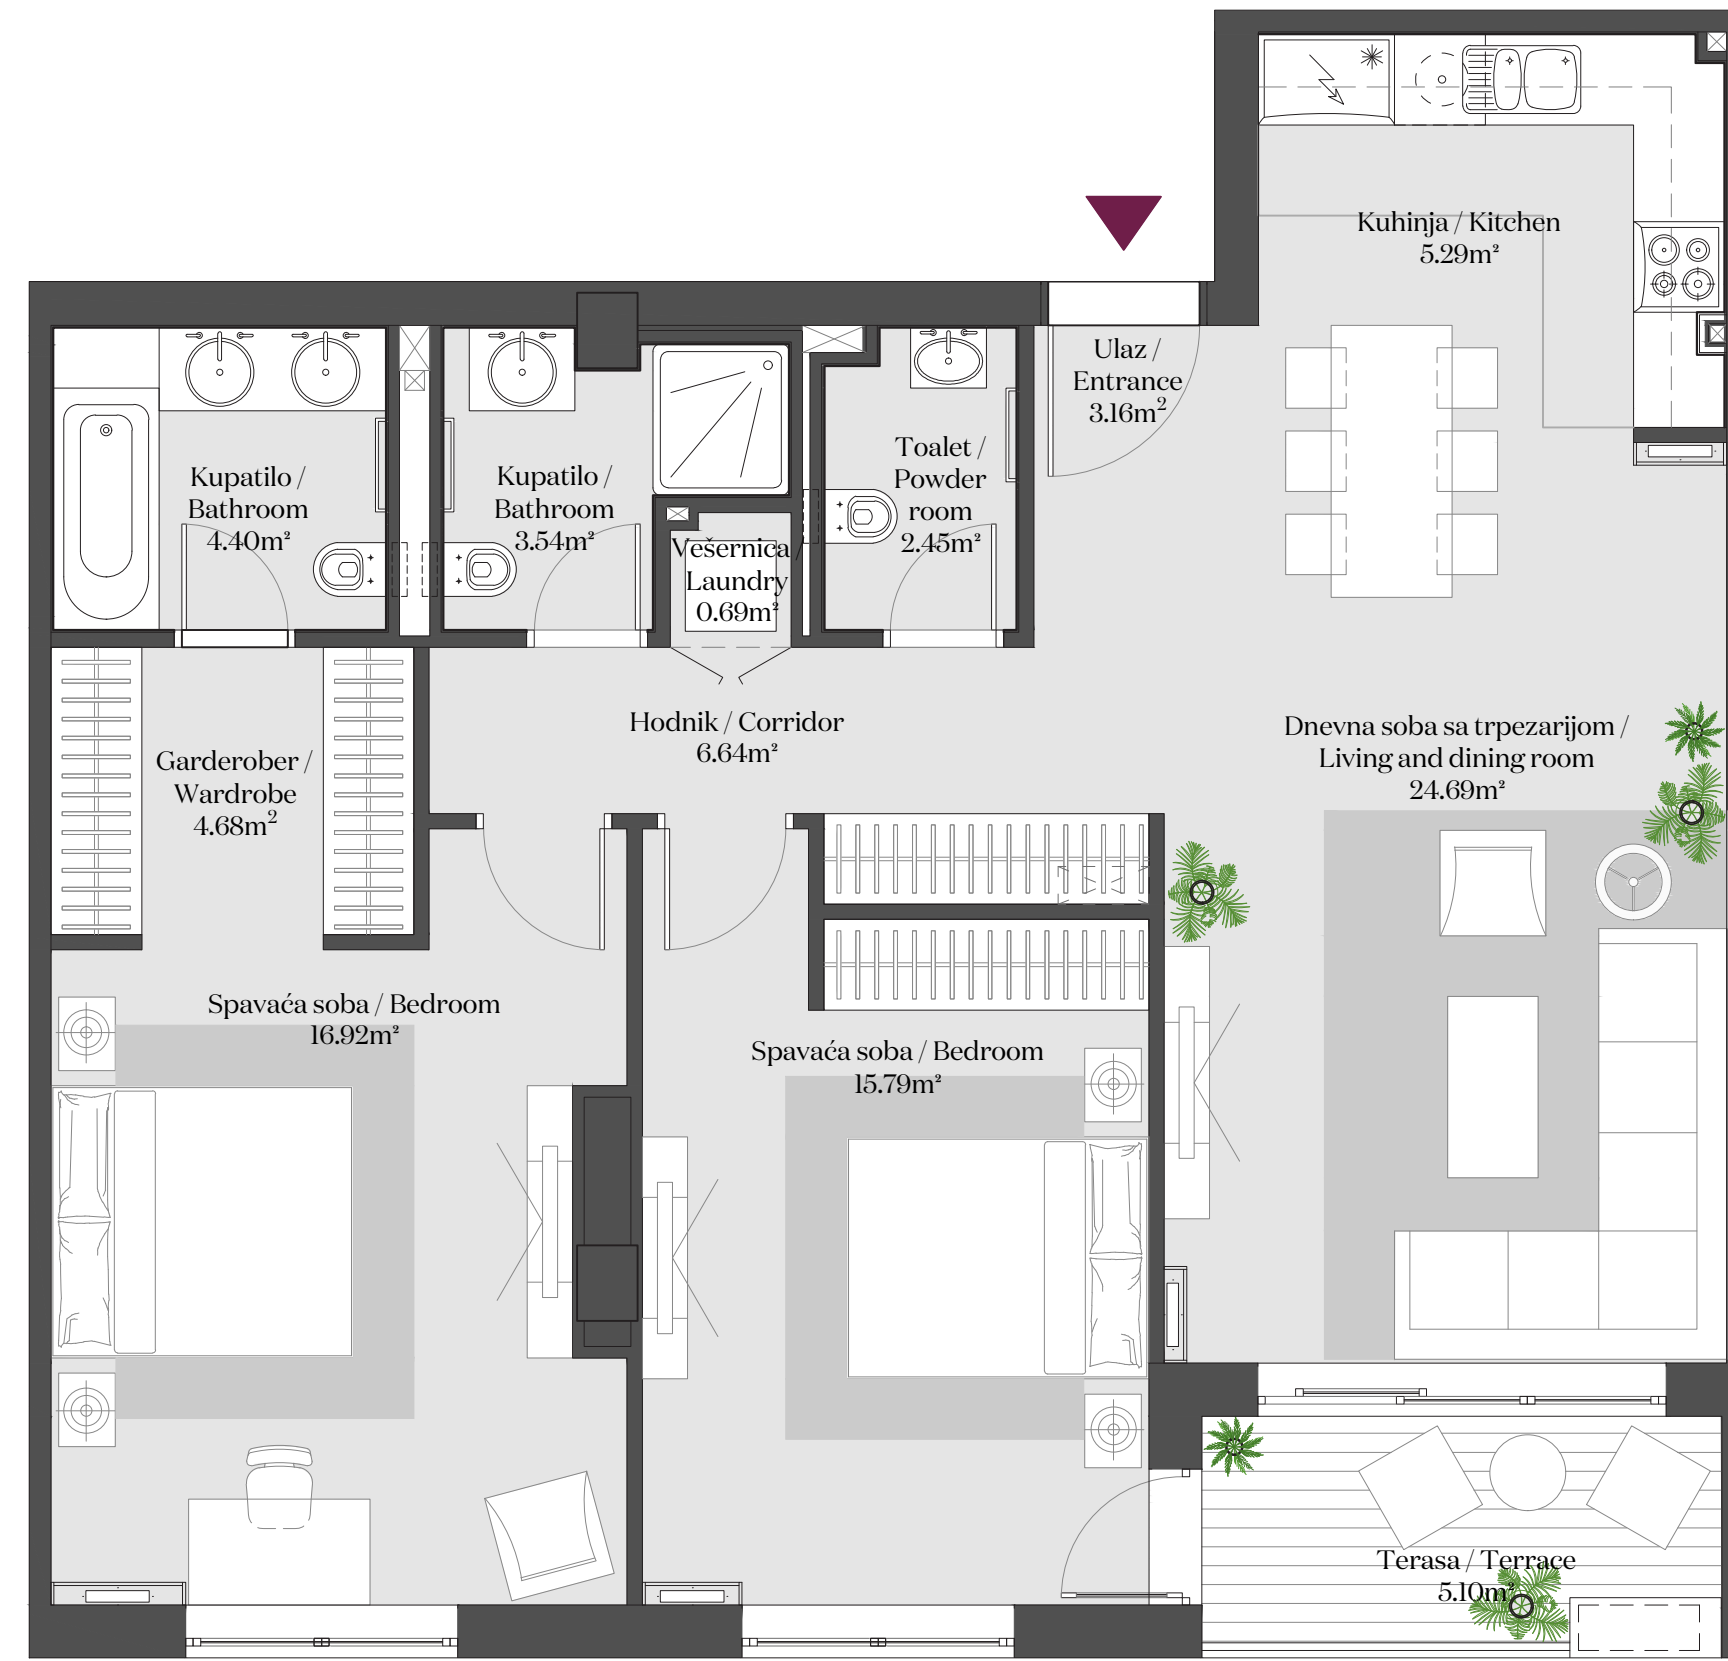 Kuhinja / Kitchen
5.29m²
Ulaz /
Entrance
3.16m²
Toalet /
Powder
room
2.45m²
Kupatilo /
Bathroom
4.40m²
Kupatilo /
Bathroom
3.54m²
Vešernica /
Laundry
0.69m²
Hodnik / Corridor
6.64m²
Dnevna soba sa trpezarijom /
Living and dining room
24.69m²
Garderober /
Wardrobe
4.68m²
Spavaća soba / Bedroom
16.92m²
Spavaća soba / Bedroom
15.79m²
Terasa / Terrace
5.10m²